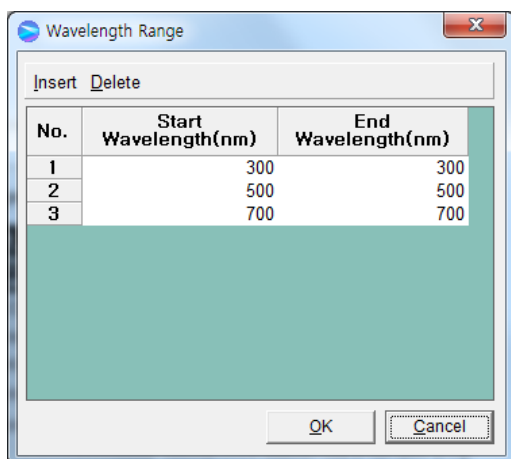 Wavelength Range
Insert Delete
No. Start Wavelength(nm) End Wavelength(nm)
1 300 300
2 500 500
3 700 700
OK Cancel